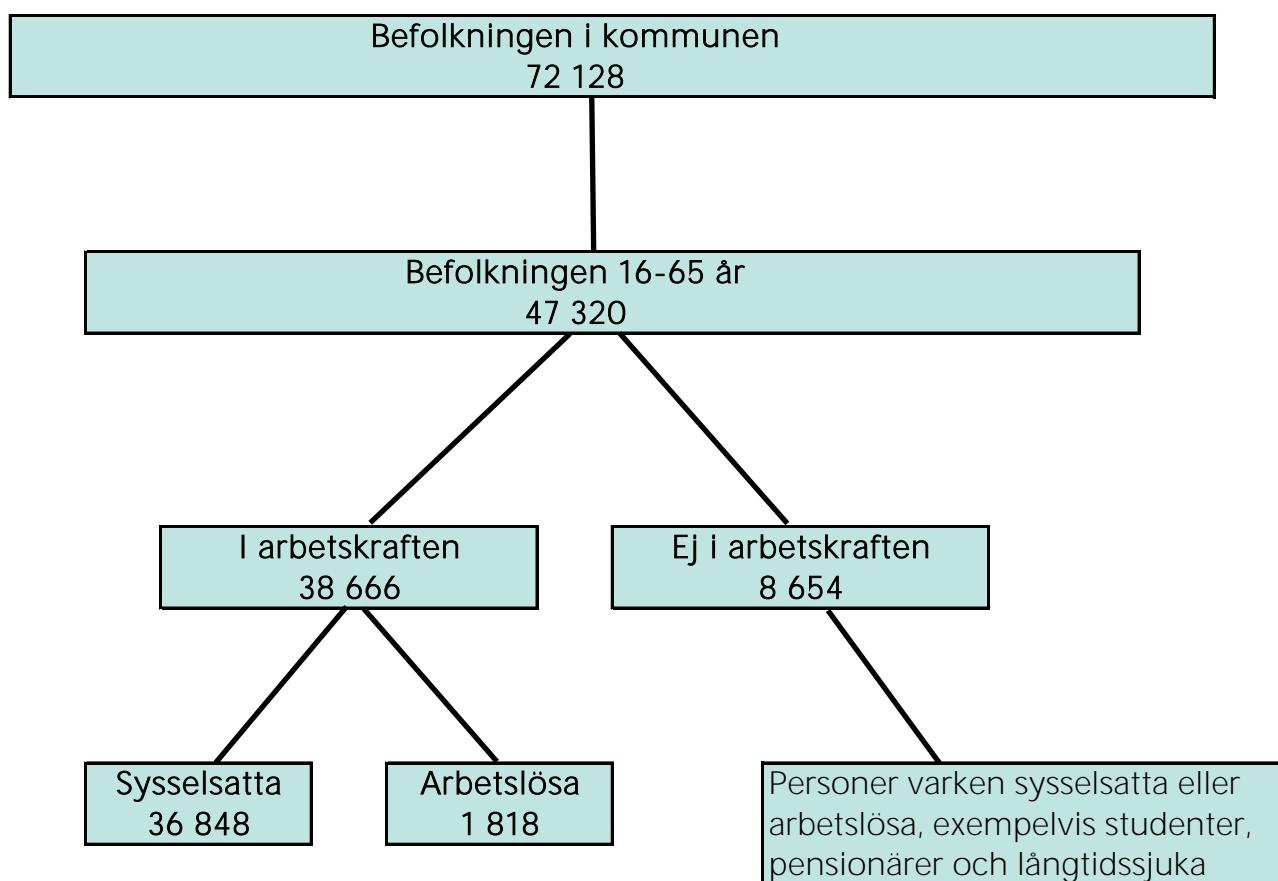 Befolkningen i kommunen
72 128
Befolkningen 16-65 år
47 320
I arbetskraften
38 666
Ej i arbetskraften
8 654
Sysselsatta
36 848
Arbetslösa
1 818
Personer varken sysselsatta eller
arbetslösa, exempelvis studenter,
pensionärer och långtidssjuka